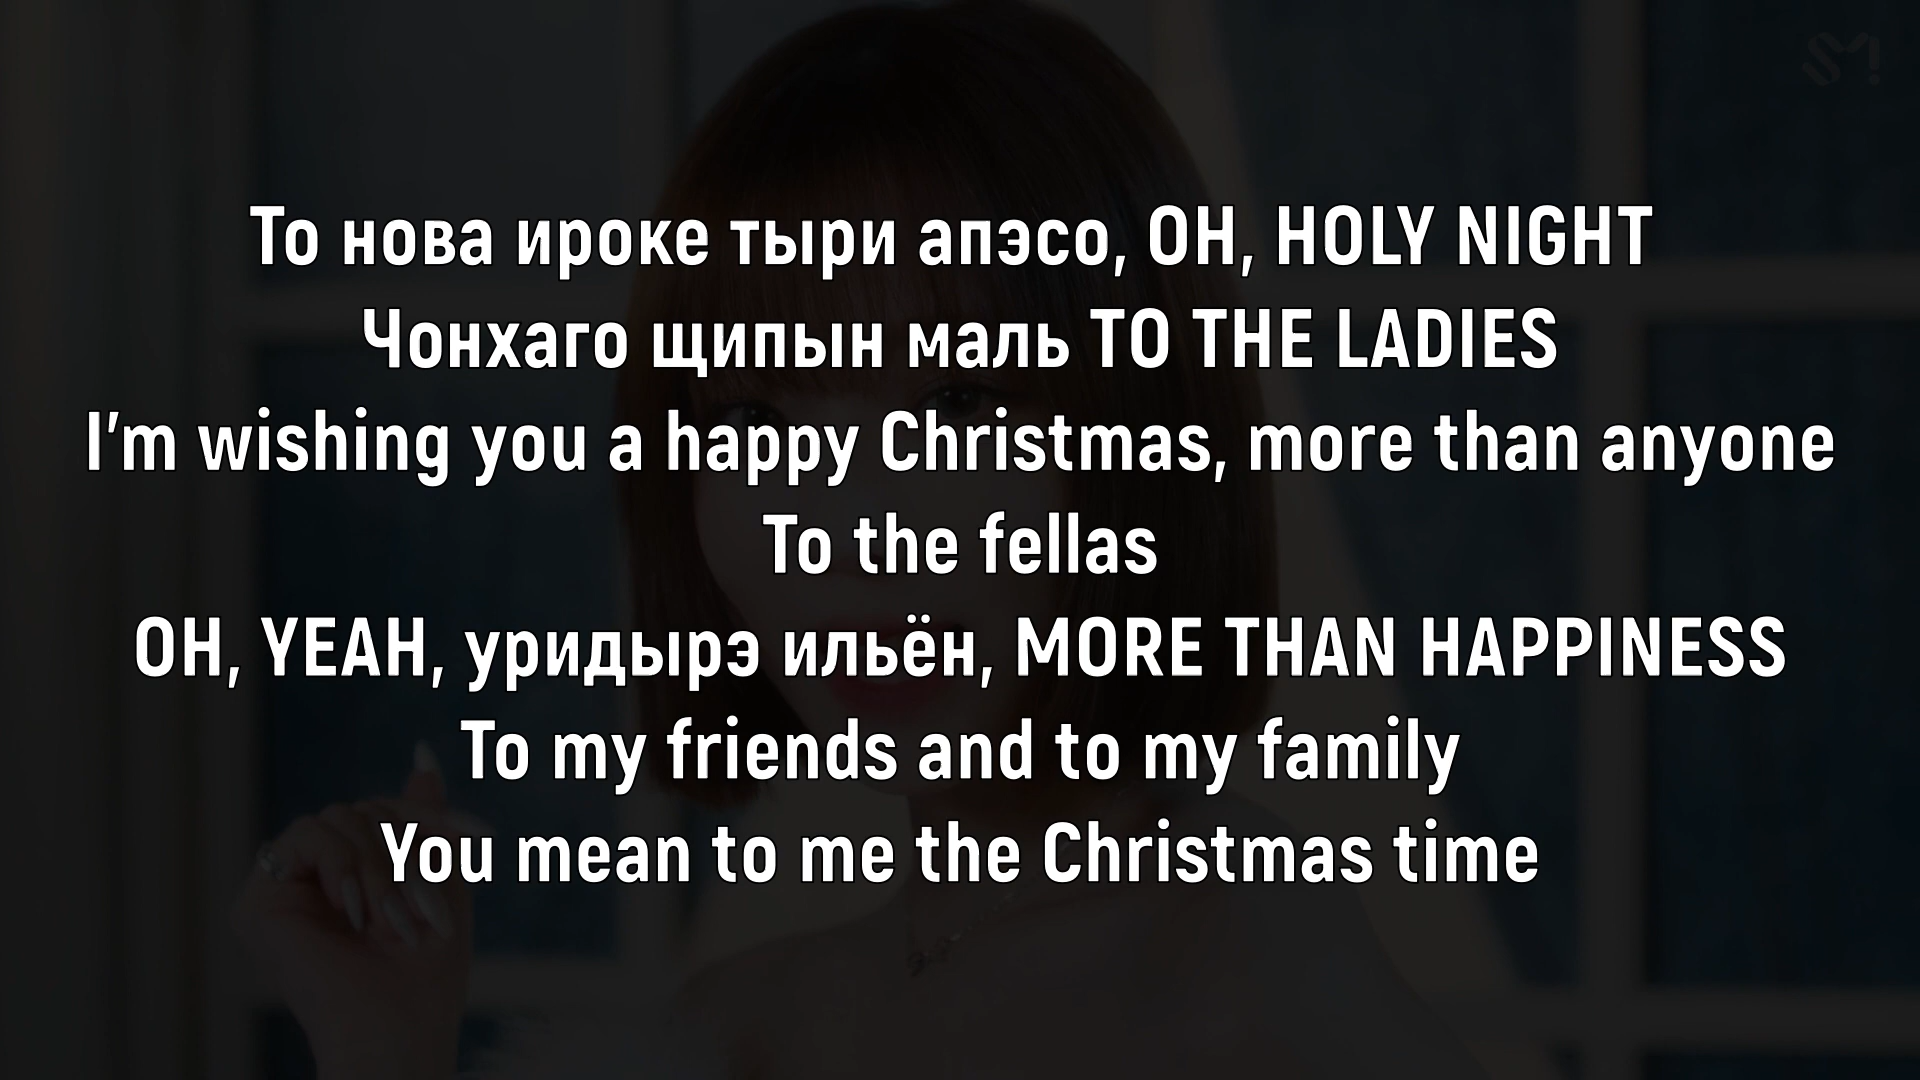 То нова ироке тыри апэсо, OH, HOLY NIGHT
Чонхаго щипын маль TO THE LADIES
I'm wishing you a happy Christmas, more than anyone
To the fellas
OH, YEAH, уридырэ ильён, MORE THAN HAPPINESS
To my friends and to my family
You mean to me the Christmas time
SM